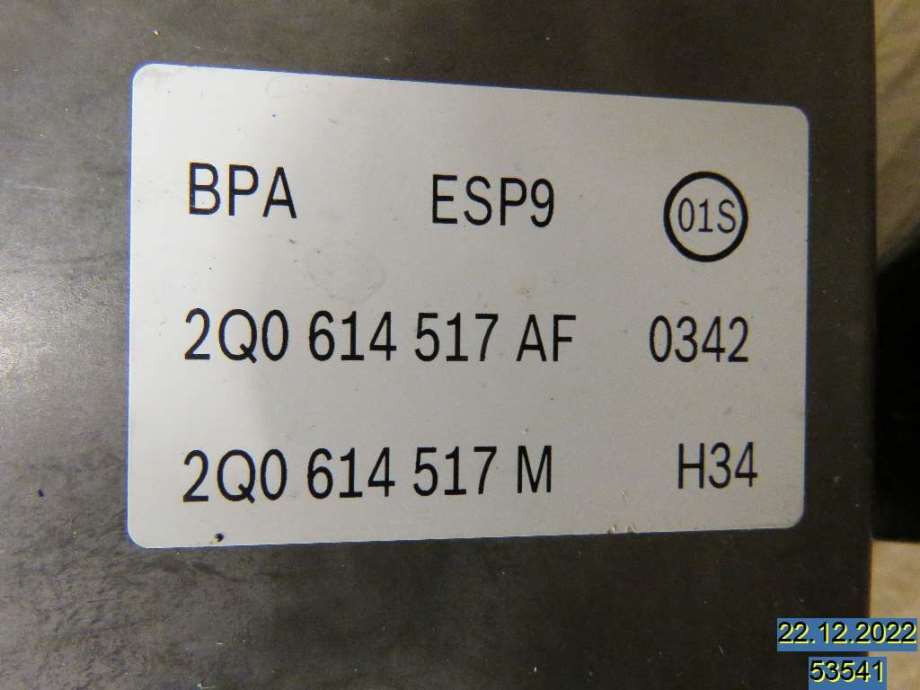 BPA ESP9 01S
2Q0 614 517 AF 0342
2Q0 614 517 M H34
22.12.2022
53541